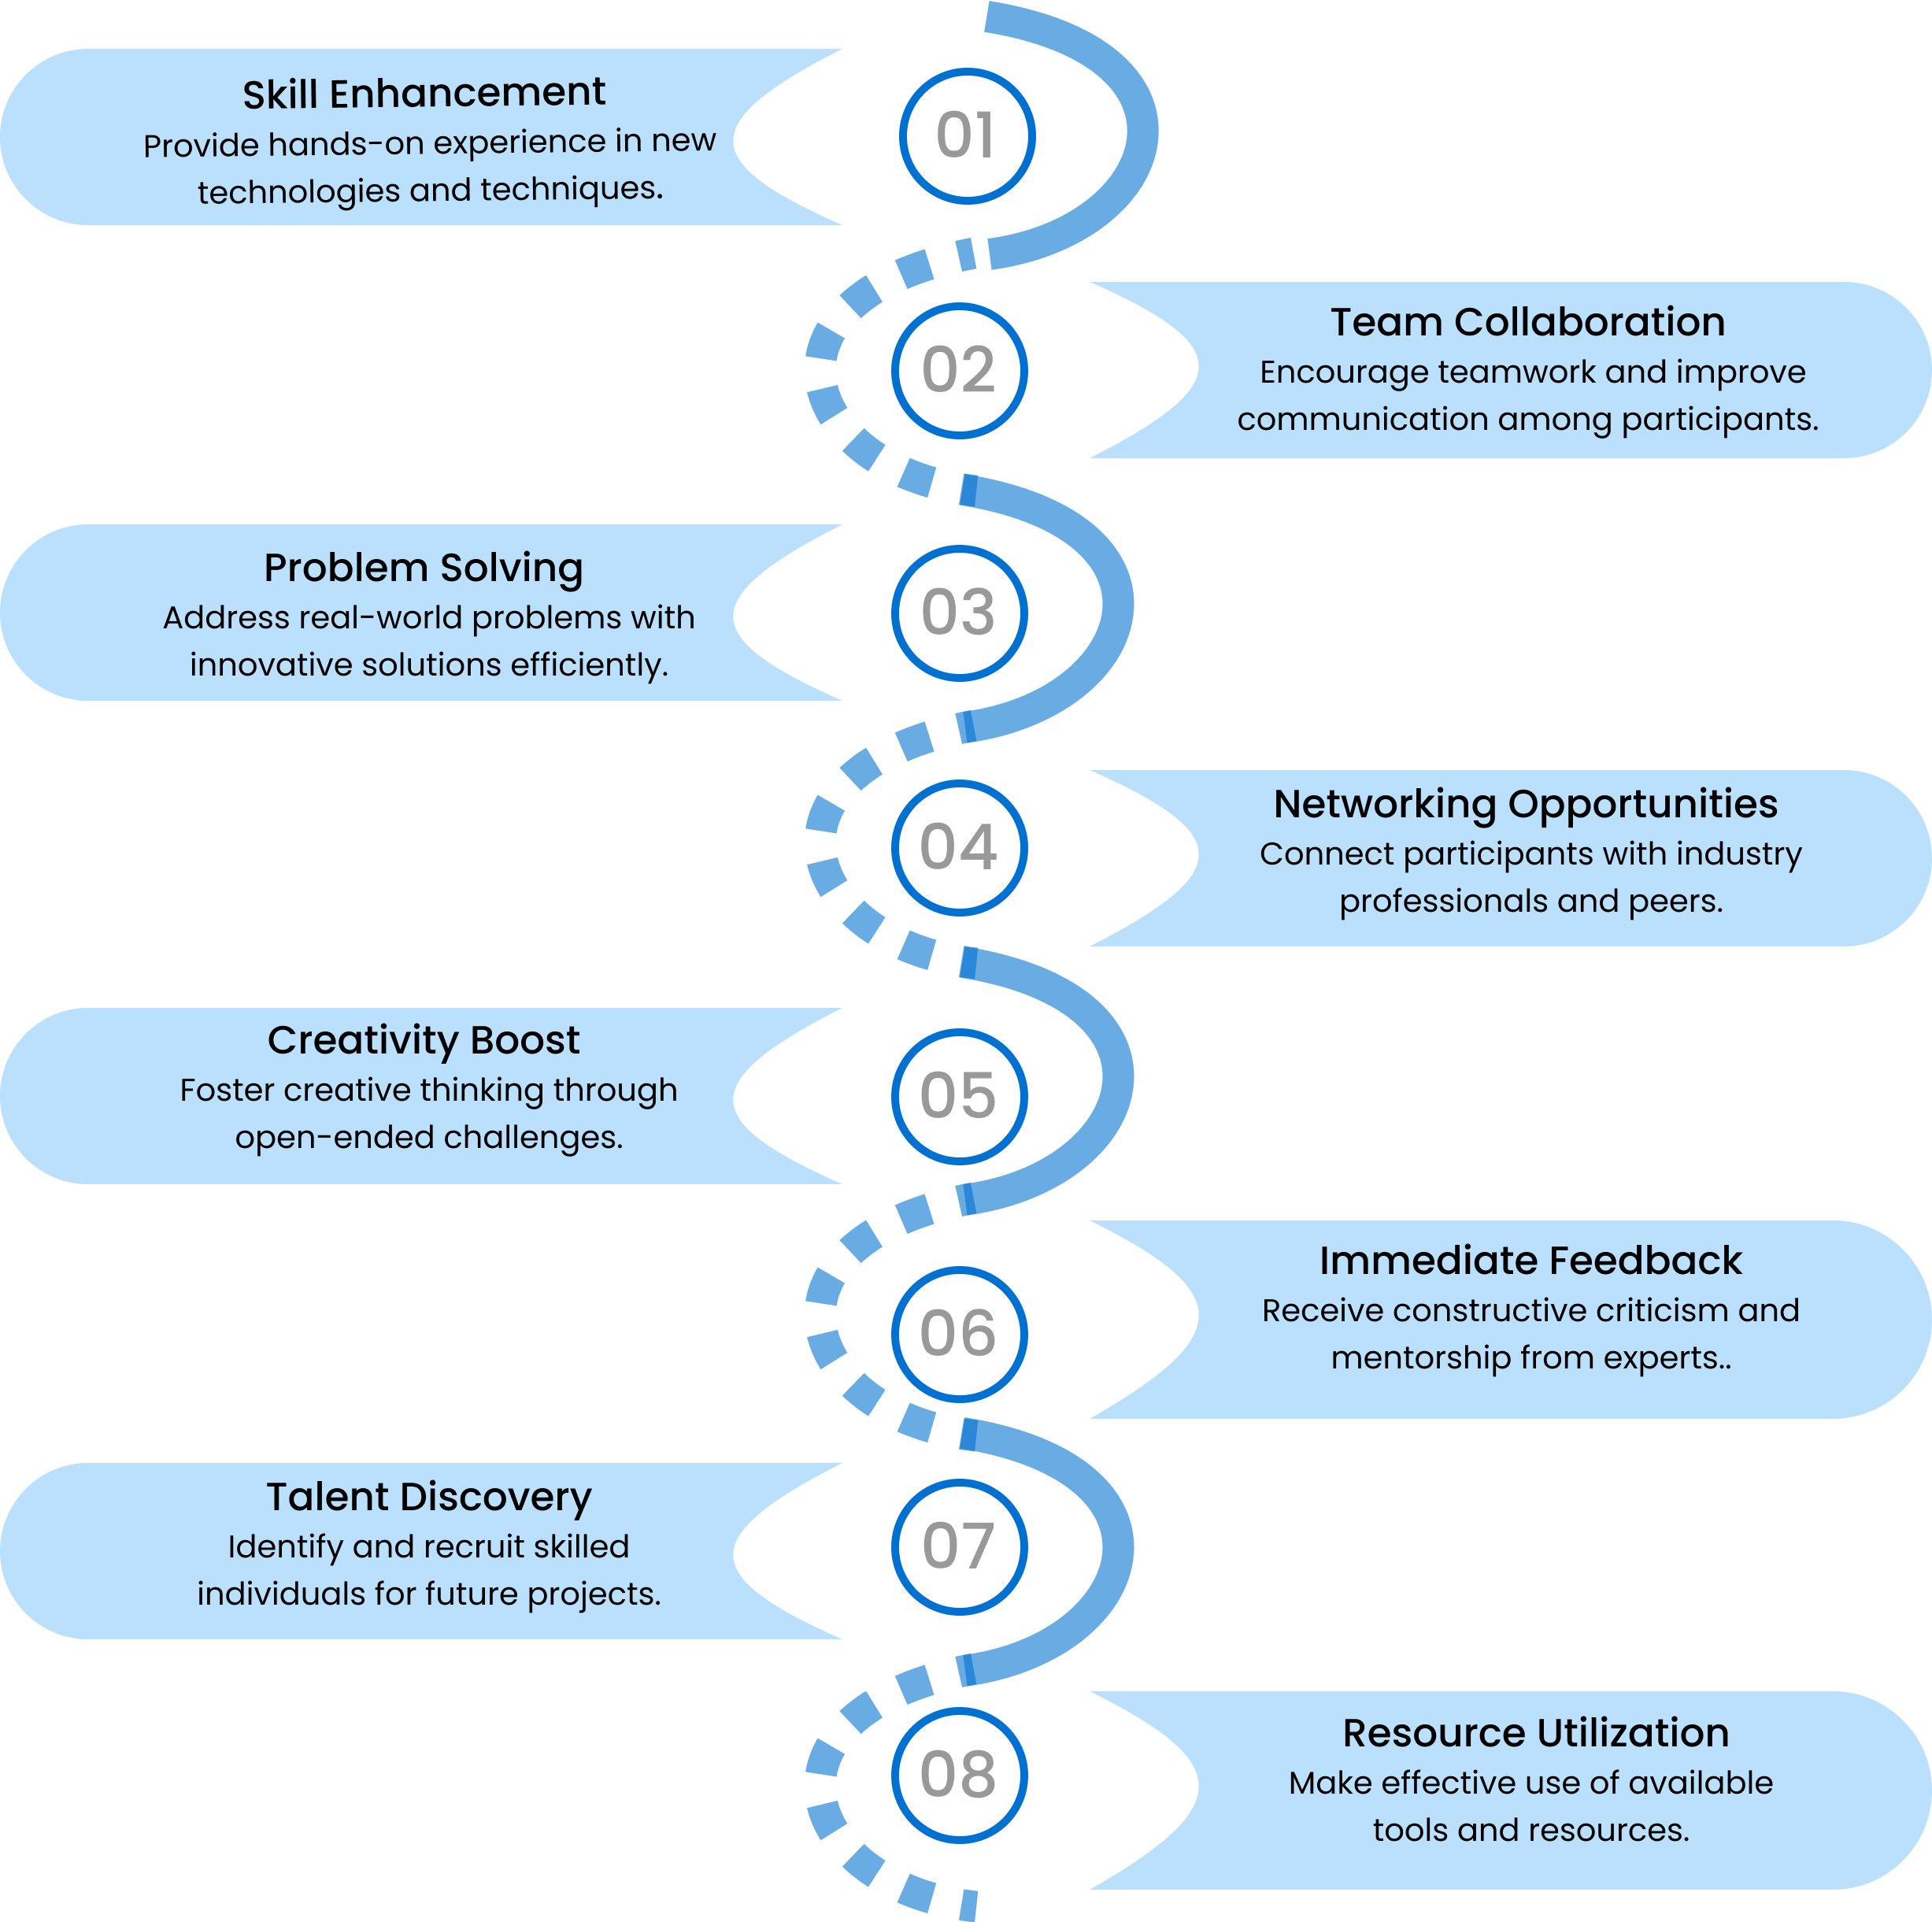 Skill Enhancement
Provide hands-on experience in new
technologies and techniques.
01
02
Team Collaboration
Encourage teamwork and improve
communication among participants.
Problem Solving
Address real-world problems with
innovative solutions efficiently.
03
04
Networking Opportunities
Connect participants with industry
professionals and peers.
Creativity Boost
Foster creative thinking through
open-ended challenges.
05
06
Immediate Feedback
Receive constructive criticism and
mentorship from experts..
Talent Discovery
Identify and recruit skilled
individuals for future projects.
07
08
Resource Utilization
Make effective use of available
tools and resources.